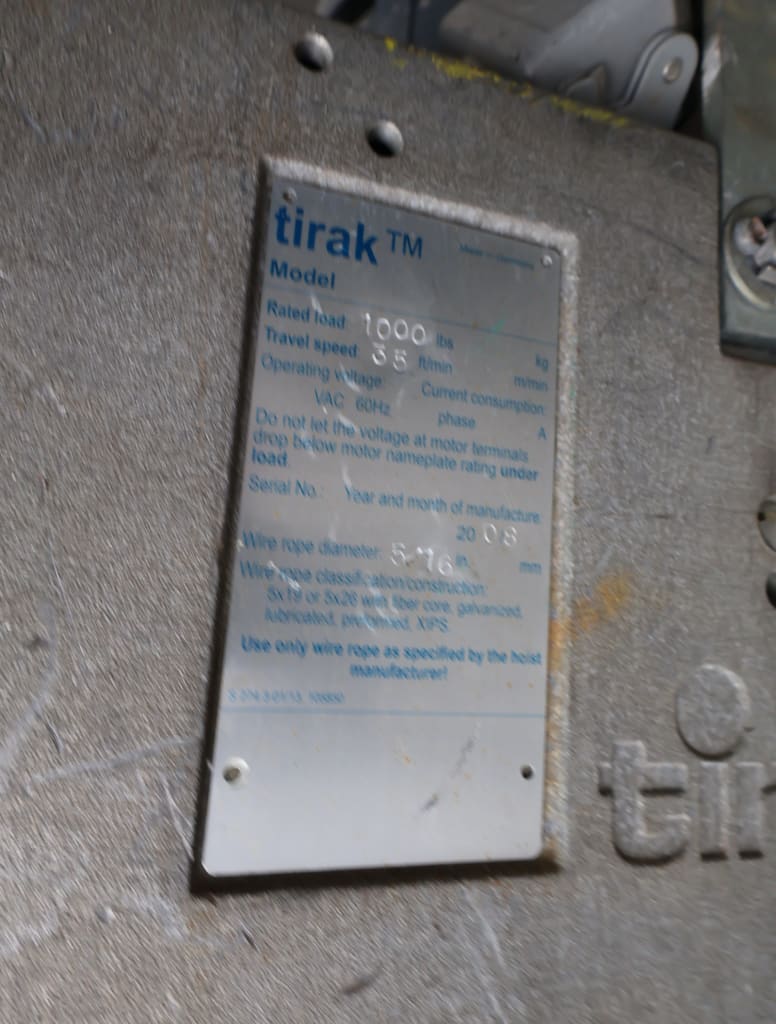 tirak™ Made in Germany
Model
Rated load: 1000 lbs kg
Travel speed: 35 ft/min m/min
Operating voltage: Current consumption:
VAC 60Hz phase A
Do not let the voltage at motor terminals
drop below motor nameplate rating under
load.
Serial No.: Year and month of manufacture:
20 08
Wire rope diameter: 5/16 in. mm
Wire rope classification/construction:
5x19 or 5x26 with fiber core, galvanized,
lubricated, preformed, XIPS.
Use only wire rope as specified by the hoist
manufacturer!
tir